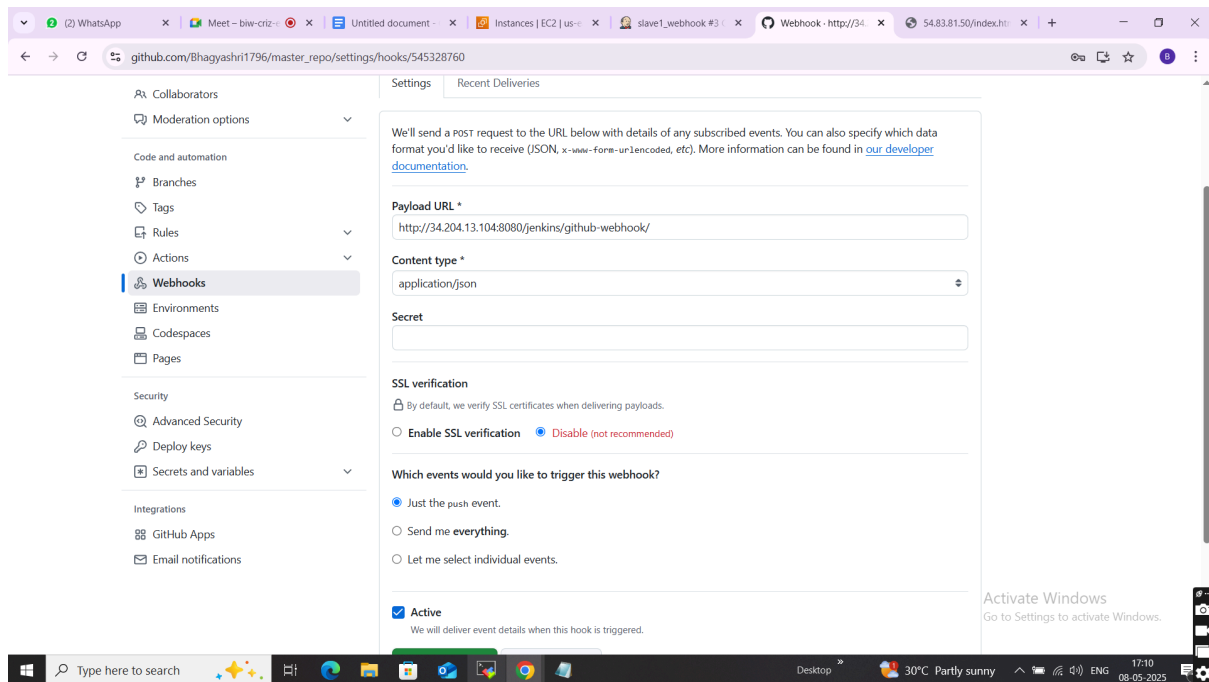 (2) WhatsApp
Meet – biw-criz-e
Untitled document -
Instances | EC2 | us-e
slave1_webhook #3
Webhook · http://34.
54.83.81.50/index.ht
github.com/Bhagyashri1796/master_repo/settings/hooks/545328760
B
Collaborators
Moderation options
Code and automation
Branches
Tags
Rules
Actions
Webhooks
Environments
Codespaces
Pages
Security
Advanced Security
Deploy keys
Secrets and variables
Integrations
GitHub Apps
Email notifications
Settings
Recent Deliveries
We'll send a POST request to the URL below with details of any subscribed events. You can also specify which data
format you'd like to receive (JSON, x-www-form-urlencoded, etc). More information can be found in our developer
documentation.
Payload URL *
http://34.204.13.104:8080/jenkins/github-webhook/
Content type *
application/json
Secret
SSL verification
By default, we verify SSL certificates when delivering payloads.
Enable SSL verification
Disable (not recommended)
Which events would you like to trigger this webhook?
Just the push event.
Send me everything.
Let me select individual events.
Active
We will deliver event details when this hook is triggered.
Activate Windows
Go to Settings to activate Windows.
Type here to search
Desktop
30°C Partly sunny
ENG
17:10
08-05-2025